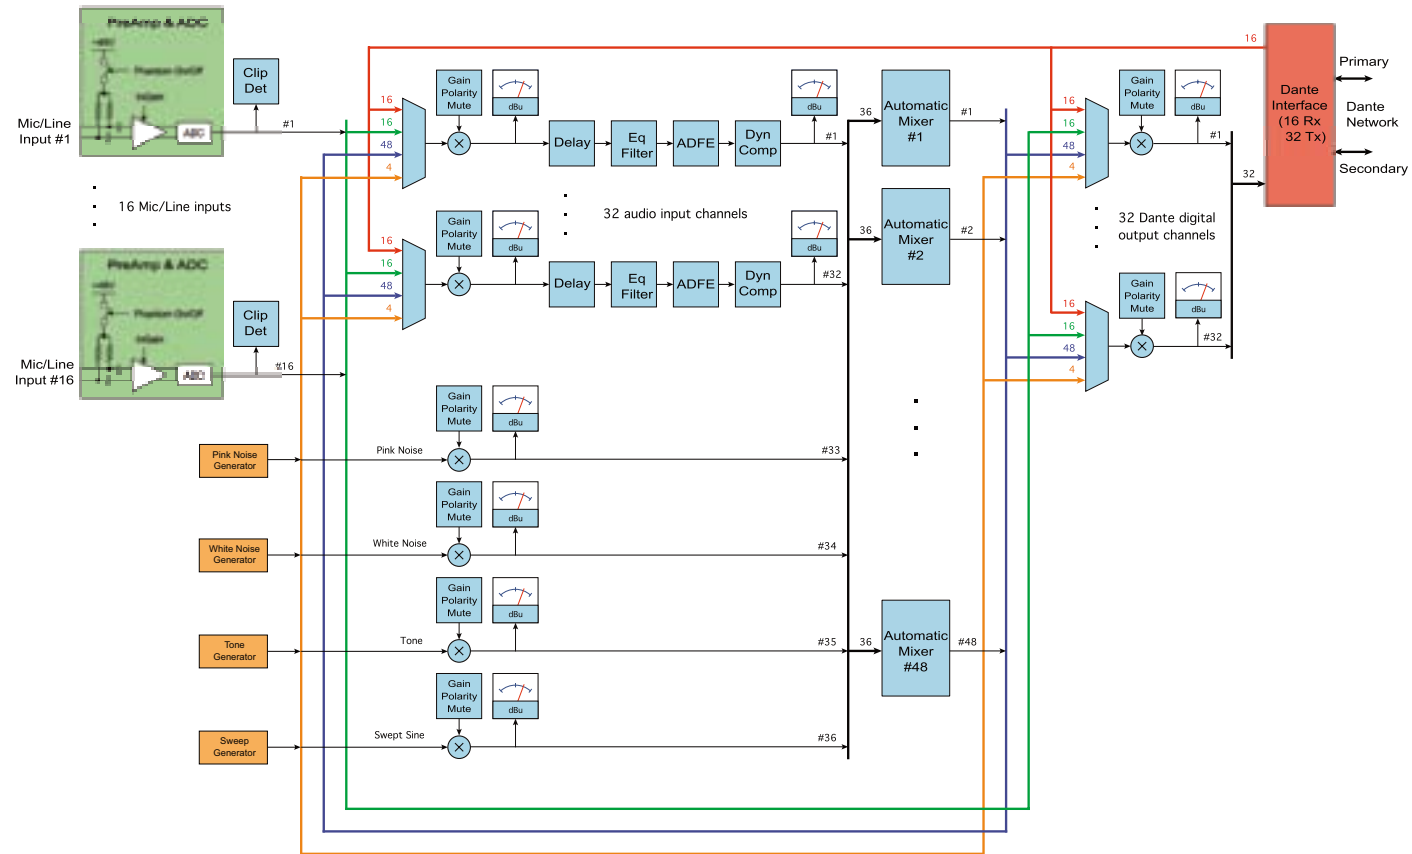 PreAmp & ADC
Clip
Det
Mic/Line
Input #1
#1
16 Mic/Line inputs
PreAmp & ADC
Clip
Det
Mic/Line
Input #16
#16
16
16
48
4
Gain
Polarity
Mute
dBu
Delay
Eq
Filter
ADFE
Dyn
Comp
dBu
#1
32 audio input channels
16
16
48
4
Gain
Polarity
Mute
dBu
Delay
Eq
Filter
ADFE
Dyn
Comp
dBu
#32
36
Automatic
Mixer
#1
#1
36
Automatic
Mixer
#2
#2
36
Automatic
Mixer
#48
#48
Pink Noise
Generator
Pink Noise
Gain
Polarity
Mute
dBu
#33
White Noise
Generator
White Noise
Gain
Polarity
Mute
dBu
#34
Tone
Generator
Tone
Gain
Polarity
Mute
dBu
#35
Sweep
Generator
Swept Sine
Gain
Polarity
Mute
dBu
#36
16
16
16
48
4
Gain
Polarity
Mute
dBu
#1
32 Dante digital
output channels
16
16
48
4
Gain
Polarity
Mute
dBu
#32
32
Dante
Interface
(16 Rx
32 Tx)
Primary
Dante
Network
Secondary